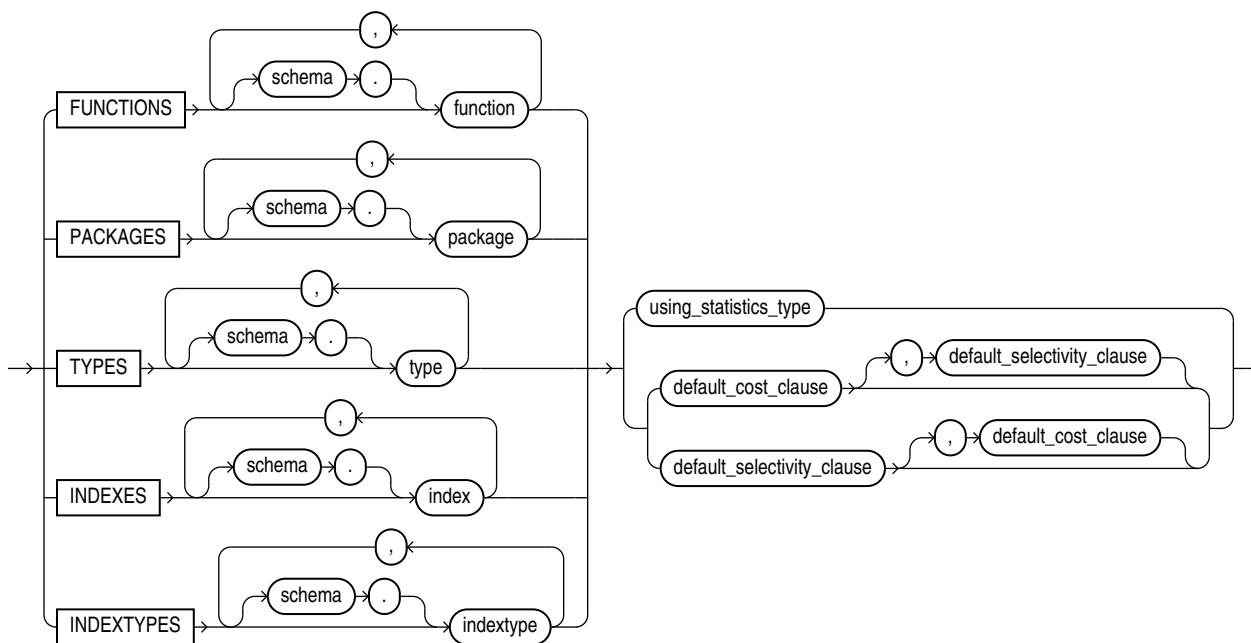 ,
schema .
FUNCTIONS function
,
schema .
PACKAGES package
,
schema .
TYPES type
,
schema .
INDEXES index
,
schema .
INDEXTYPES indextype
using_statistics_type
, default_selectivity_clause
default_cost_clause
, default_cost_clause
default_selectivity_clause